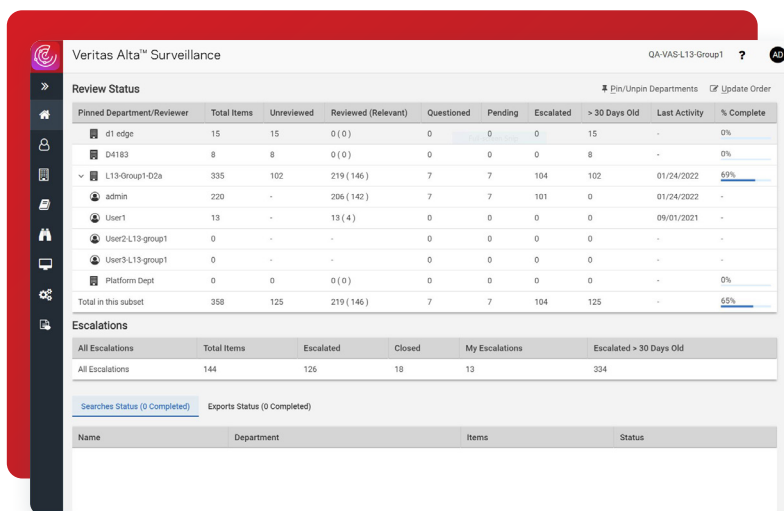 Veritas Alta™ Surveillance QA-VAS-L13-Group1 ? AD
Review Status Pin/Unpin Departments Update Order
Pinned Department/Reviewer Total Items Unreviewed Reviewed (Relevant) Questioned Pending Escalated > 30 Days Old Last Activity % Complete
d1 edge 15 15 0 ( 0 ) 0 0 0 15 - 0%
D4183 8 8 0 ( 0 ) 0 0 0 8 - 0%
L13-Group1-D2a 335 102 219 ( 146 ) 7 7 104 102 01/24/2022 69%
admin 220 - 206 ( 142 ) 7 7 101 0 01/24/2022 -
User1 13 - 13 ( 4 ) 0 0 0 0 09/01/2021 -
User2-L13-group1 0 - - 0 0 0 0 - -
User3-L13-group1 0 - - 0 0 0 0 - -
Platform Dept 0 0 0 ( 0 ) 0 0 0 0 - 0%
Total in this subset 358 125 219 ( 146 ) 7 7 104 125 - 65%
Escalations
All Escalations Total Items Escalated Closed My Escalations Escalated > 30 Days Old
All Escalations 144 126 18 13 334
Searches Status (0 Completed) Exports Status (0 Completed)
Name Department Items Status